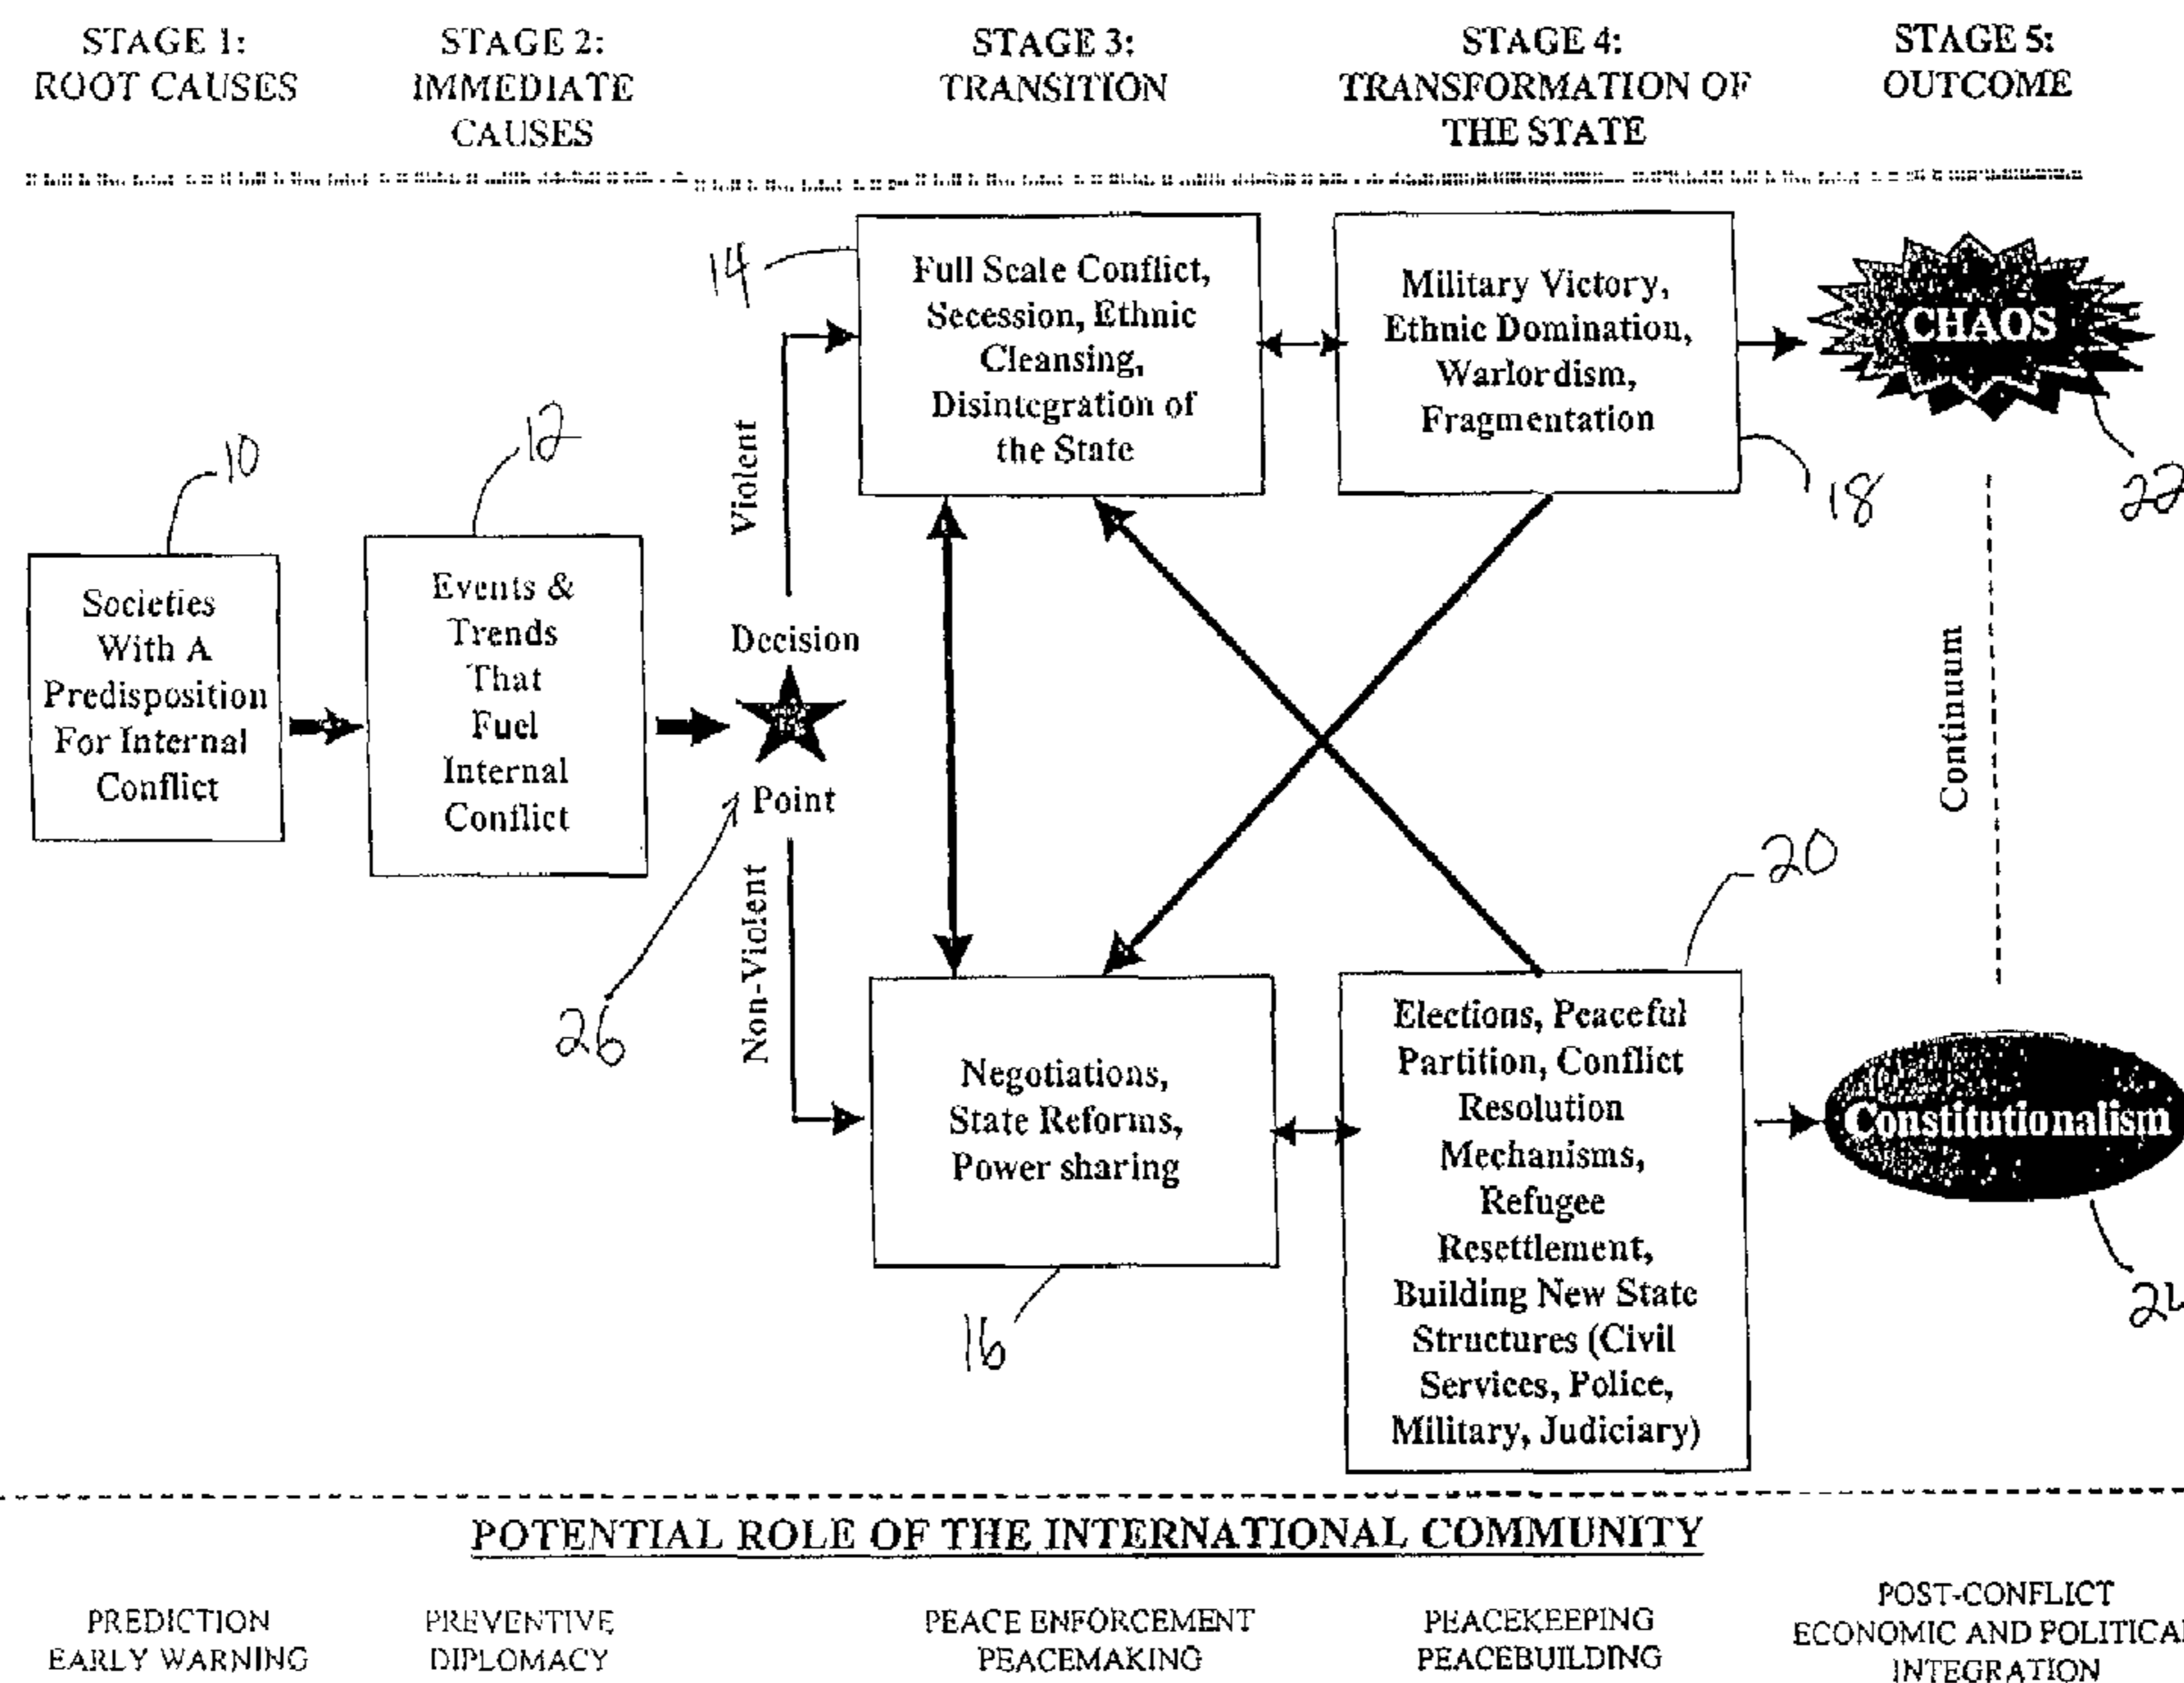 STAGE 1:
ROOT CAUSES
STAGE 2:
IMMEDIATE
CAUSES
STAGE 3:
TRANSITION
STAGE 4:
TRANSFORMATION OF
THE STATE
STAGE 5:
OUTCOME
10
Societies
With A
Predisposition
For Internal
Conflict
12
Events &
Trends
That
Fuel
Internal
Conflict
Violent
Decision
Point
Non-Violent
26
14
Full Scale Conflict,
Secession, Ethnic
Cleansing,
Disintegration of
the State
Military Victory,
Ethnic Domination,
Warlordism,
Fragmentation
18
CHAOS
22
Continuum
Negotiations,
State Reforms,
Power sharing
16
20
Elections, Peaceful
Partition, Conflict
Resolution
Mechanisms,
Refugee
Resettlement,
Building New State
Structures (Civil
Services, Police,
Military, Judiciary)
Constitutionalism
POTENTIAL ROLE OF THE INTERNATIONAL COMMUNITY
PREDICTION
EARLY WARNING
PREVENTIVE
DIPLOMACY
PEACE ENFORCEMENT
PEACEMAKING
PEACEKEEPING
PEACEBUILDING
POST-CONFLICT
ECONOMIC AND POLITICAL
INTEGRATION